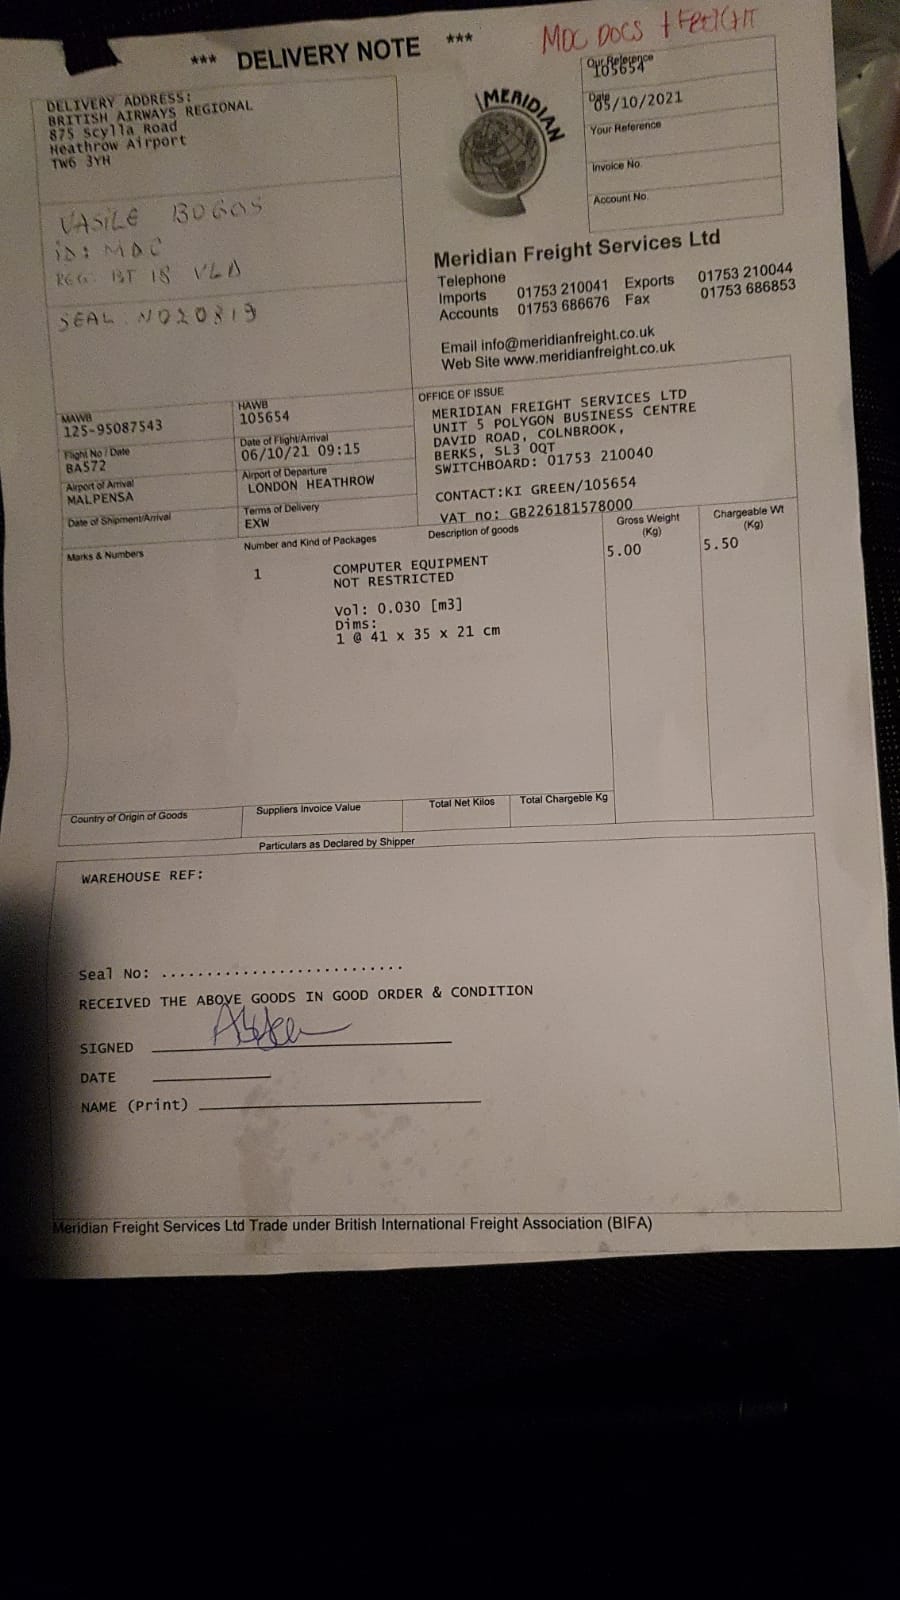 MDC DOCS + FREIGHT
*** DELIVERY NOTE ***
DELIVERY ADDRESS:
BRITISH AIRWAYS REGIONAL
875 Scylla Road
Heathrow Airport
TW6 3YH
VASILE BOGOS
ID: MDC
REG. BT 18 VLA
SEAL NO20819
MERIDIAN
Our Reference
105654
Date
05/10/2021
Your Reference
Invoice No.
Account No.
Meridian Freight Services Ltd
Telephone
Imports 01753 210041 Exports 01753 210044
Accounts 01753 686676 Fax 01753 686853
Email info@meridianfreight.co.uk
Web Site www.meridianfreight.co.uk
MAWB
125-95087543
HAWB
105654
Flight No / Date
BA572
Date of Flight/Arrival
06/10/21 09:15
Airport of Arrival
MALPENSA
Airport of Departure
LONDON HEATHROW
Date of Shipment/Arrival
Terms of Delivery
EXW
OFFICE OF ISSUE
MERIDIAN FREIGHT SERVICES LTD
UNIT 5 POLYGON BUSINESS CENTRE
DAVID ROAD, COLNBROOK,
BERKS, SL3 0QT
SWITCHBOARD: 01753 210040
CONTACT:KI GREEN/105654
VAT no: GB226181578000
Marks & Numbers
Number and Kind of Packages
Description of goods
Gross Weight
(Kg)
Chargeable Wt
(Kg)
1 COMPUTER EQUIPMENT 5.00 5.50
NOT RESTRICTED
Vol: 0.030 [m3]
Dims:
1 @ 41 x 35 x 21 cm
Country of Origin of Goods
Suppliers Invoice Value
Total Net Kilos
Total Chargeble Kg
Particulars as Declared by Shipper
WAREHOUSE REF:
Seal No: ...........................
RECEIVED THE ABOVE GOODS IN GOOD ORDER & CONDITION
SIGNED
DATE
NAME (Print)
Meridian Freight Services Ltd Trade under British International Freight Association (BIFA)